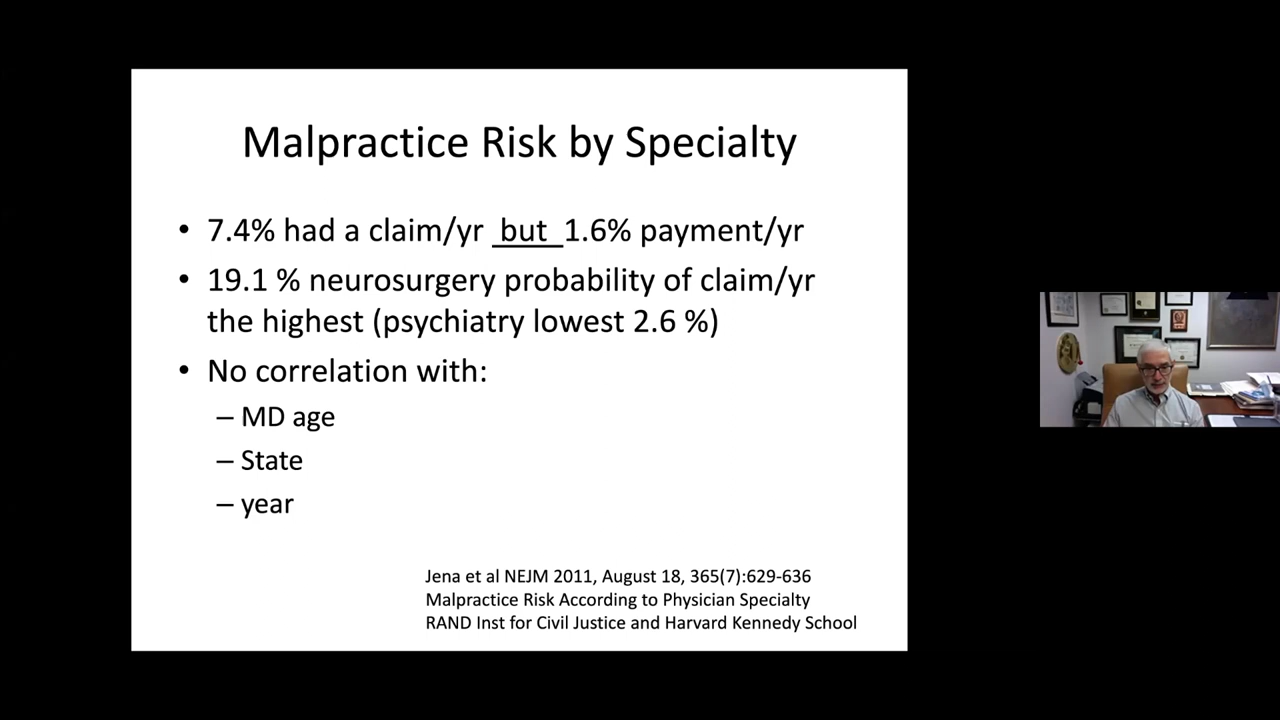 Malpractice Risk by Specialty
• 7.4% had a claim/yr but 1.6% payment/yr
• 19.1 % neurosurgery probability of claim/yr
the highest (psychiatry lowest 2.6 %)
• No correlation with:
– MD age
– State
– year
Jena et al NEJM 2011, August 18, 365(7):629-636
Malpractice Risk According to Physician Specialty
RAND Inst for Civil Justice and Harvard Kennedy School